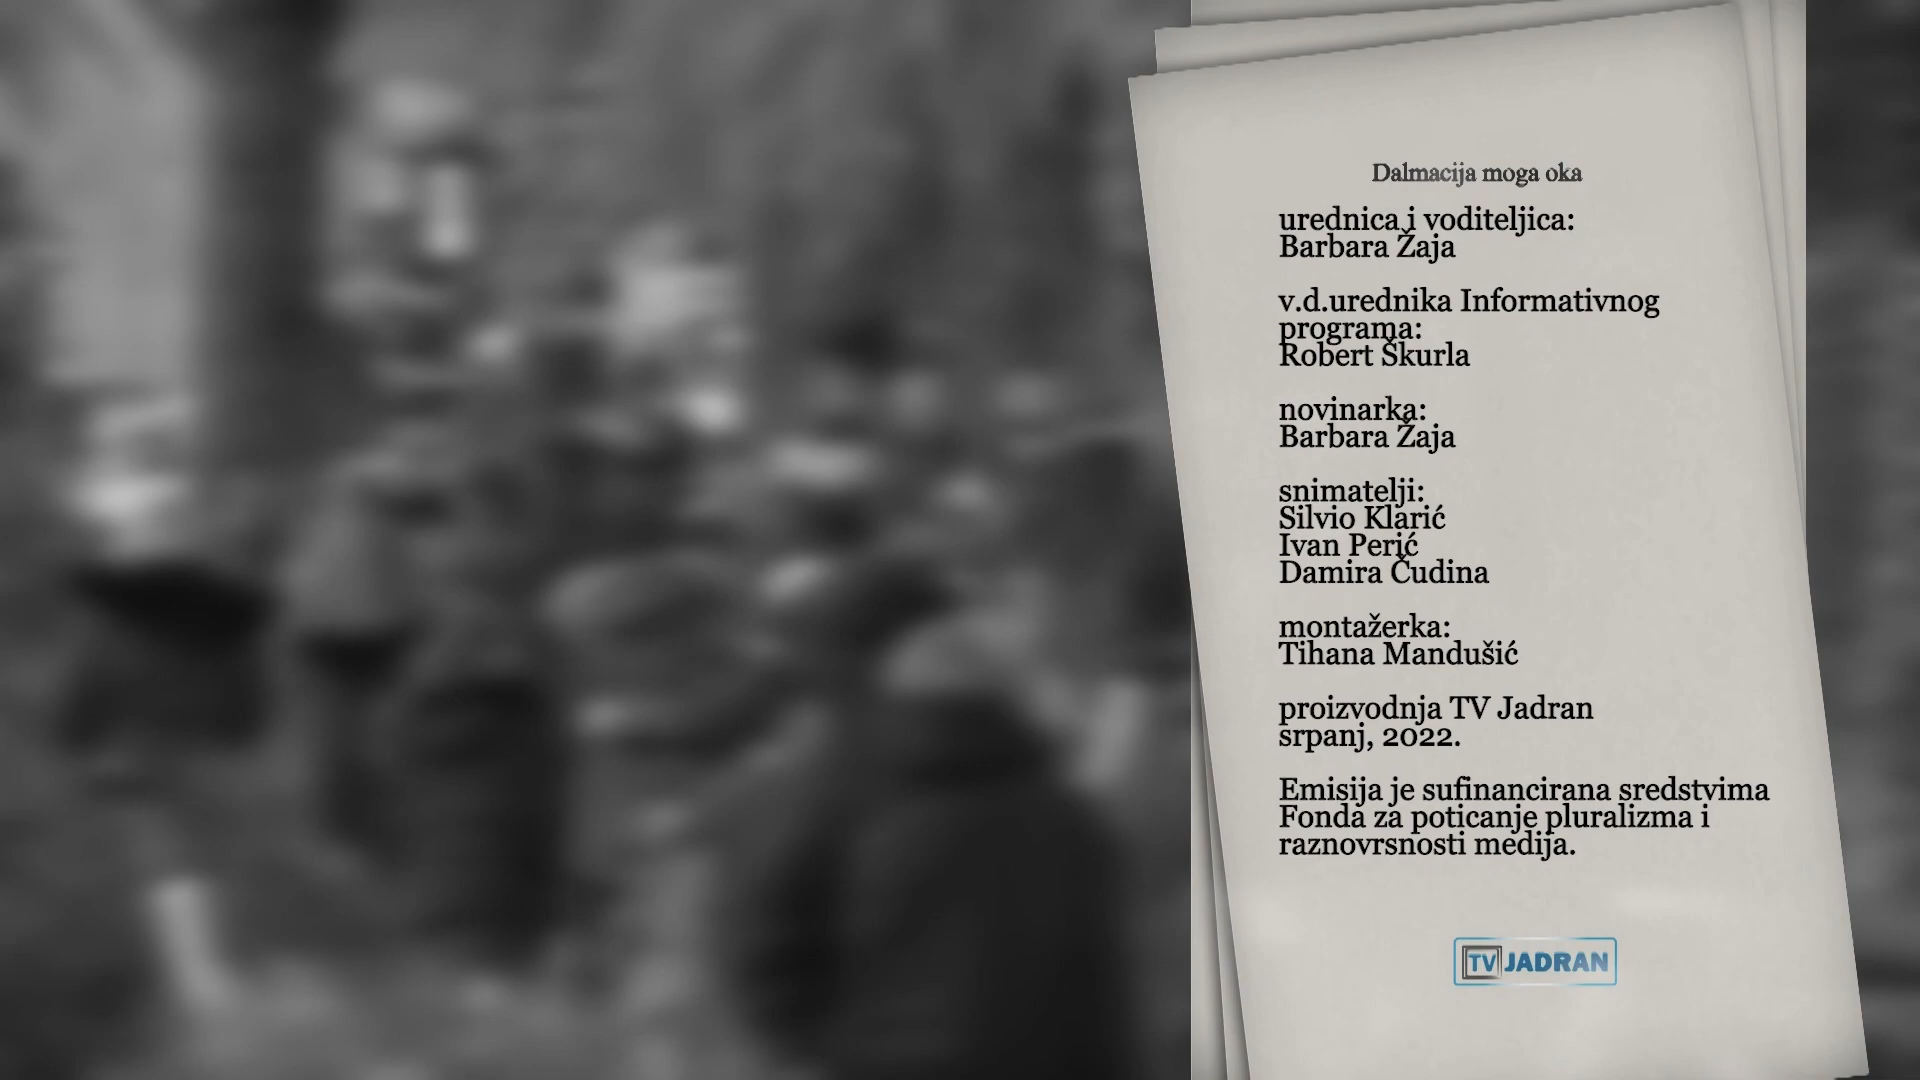 Dalmacija moga oka
urednica i voditeljica:
Barbara Žaja
v.d.urednika Informativnog
programa:
Robert Škurla
novinarka:
Barbara Žaja
snimatelji:
Silvio Klarić
Ivan Perić
Damira Čudina
montažerka:
Tihana Mandušić
proizvodnja TV Jadran
srpanj, 2022.
Emisija je sufinancirana sredstvima
Fonda za poticanje pluralizma i
raznovrsnosti medija.
TV JADRAN